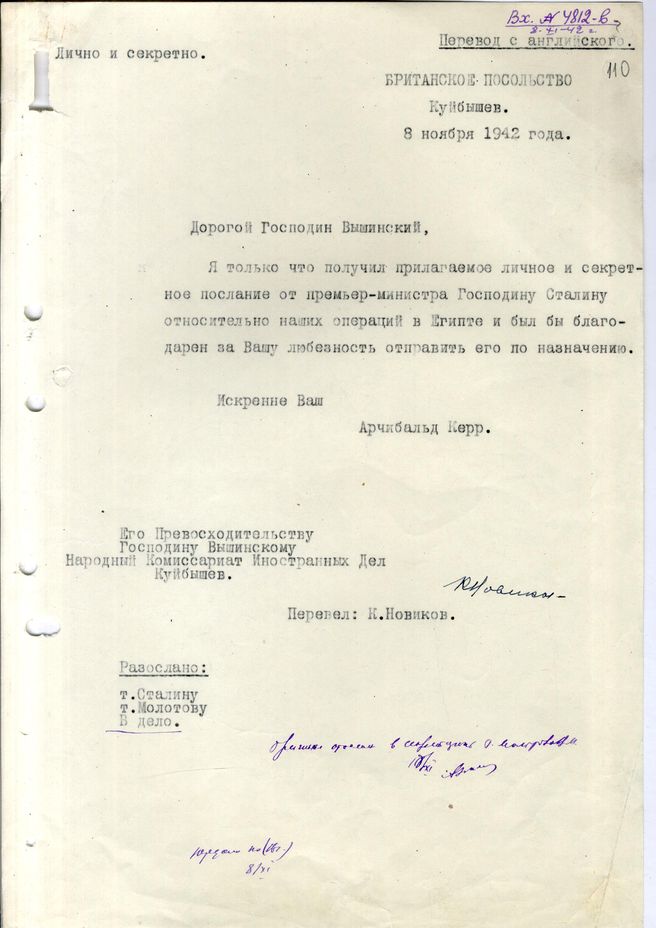 Вх. № 4812-в
8-XI-42 г.
Перевод с английского.
Лично и секретно.
110
БРИТАНСКОЕ ПОСОЛЬСТВО
Куйбышев.
8 ноября 1942 года.
Дорогой Господин Вышинский,
Я только что получил прилагаемое личное и секрет-
ное послание от премьер-министра Господину Сталину
относительно наших операций в Египте и был бы благо-
дарен за Вашу любезность отправить его по назначению.
Искренне Ваш
Арчибальд Керр.
Его Превосходительству
Господину Вышинскому
Народный Комиссариат Иностранных Дел
Куйбышев.
КНовиков
Перевел: К.Новиков.
Разослано:
т.Сталину
т.Молотову
В дело.
в т. Молотова
8/XI